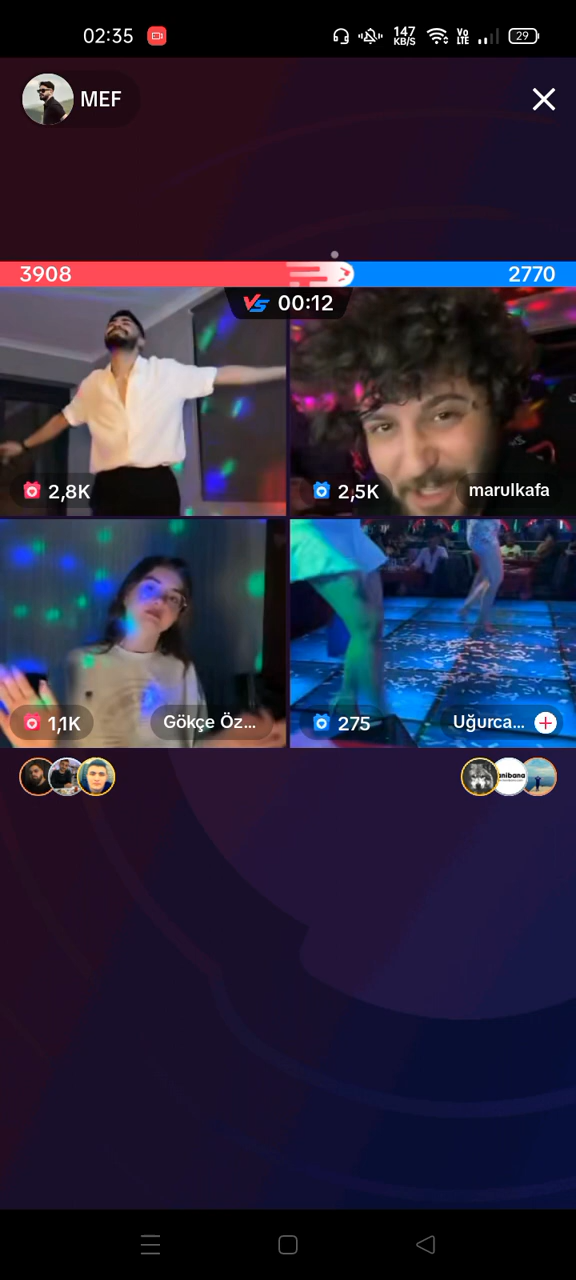 02:35
147
KB/S
Vo
LTE
29
MEF
3908
2770
VS 00:12
2,8K
2,5K
marulkafa
1,1K
Gökçe Öz...
275
Uğurca...
anibana